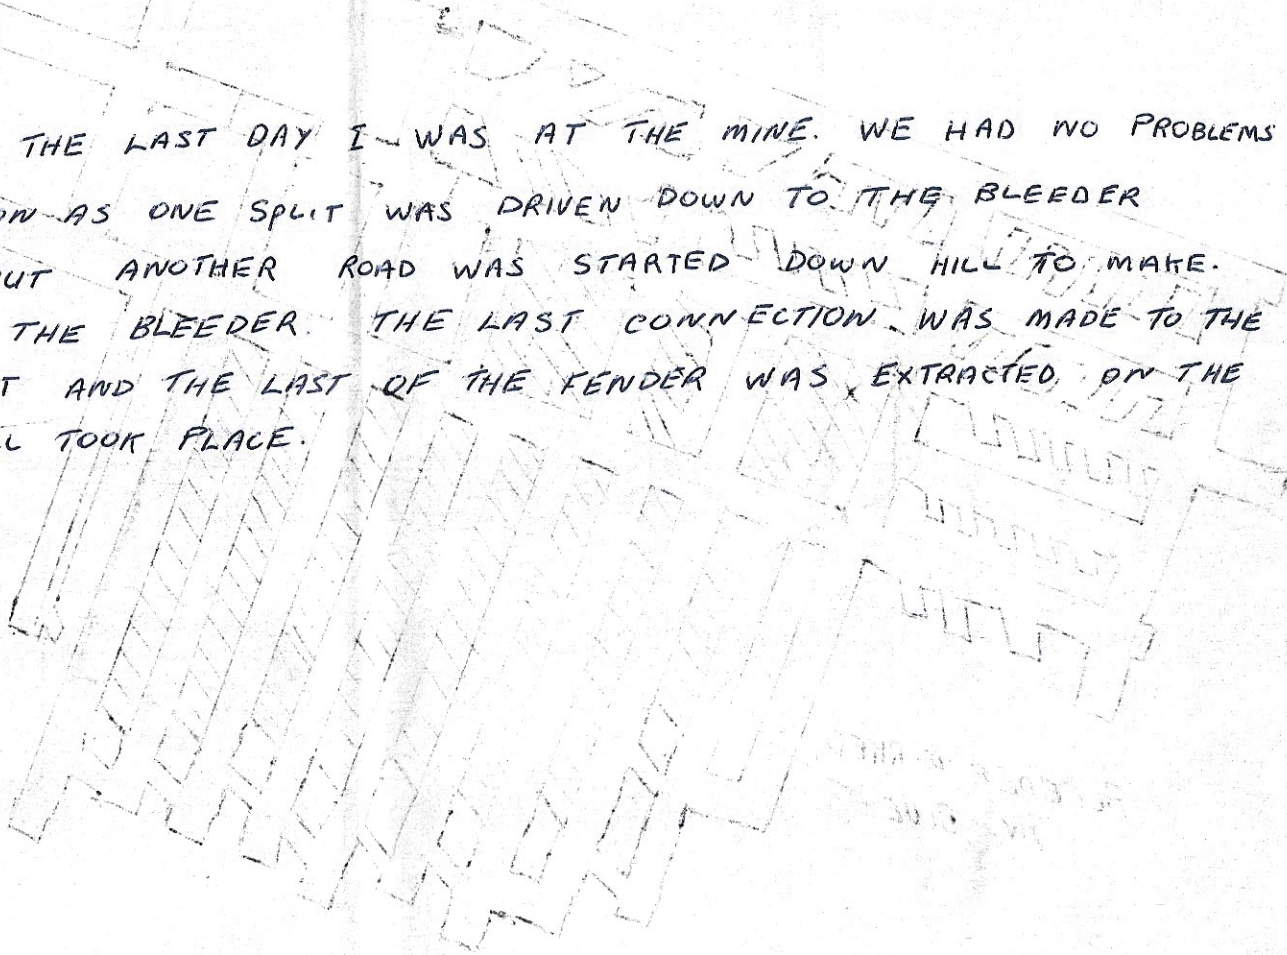 THE LAST DAY I WAS AT THE MINE. WE HAD NO PROBLEMS
ON AS ONE SPLIT WAS DRIVEN DOWN TO THE BLEEDER
UT ANOTHER ROAD WAS STARTED DOWN HILL TO MAKE.
THE BLEEDER. THE LAST CONNECTION WAS MADE TO THE
T AND THE LAST OF THE FENDER WAS EXTRACTED ON THE
L TOOK PLACE.